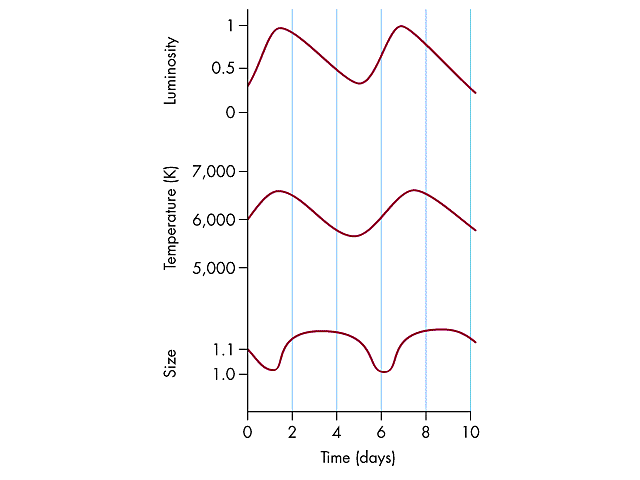 Luminosity
1
0.5
0
Temperature (K)
7,000
6,000
5,000
Size
1.1
1.0
0 2 4 6 8 10
Time (days)